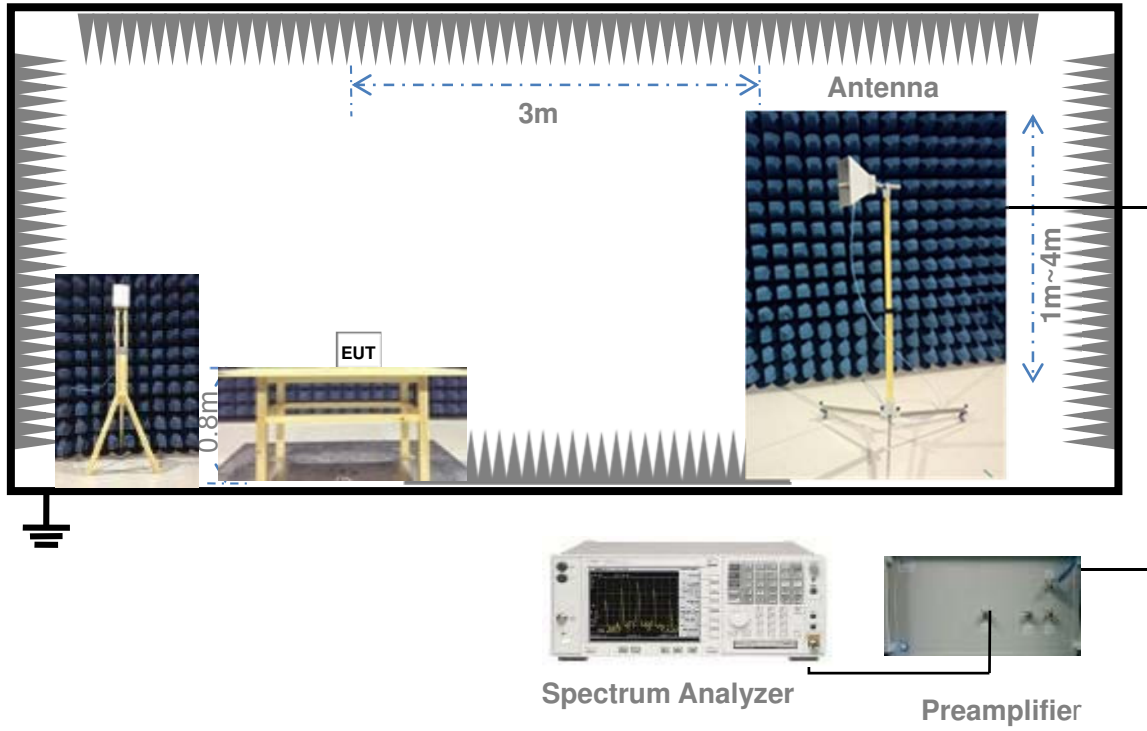 Antenna
3m
1m~4m
EUT
0.8m
Spectrum Analyzer
Preamplifier